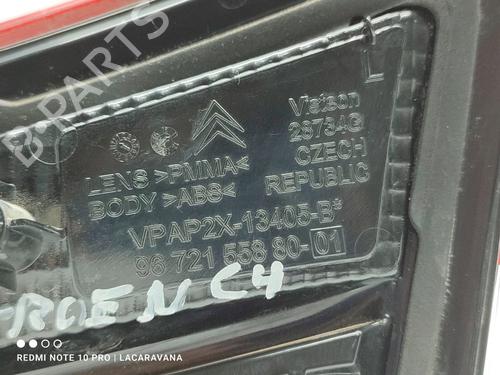 B-PARTS
L
Visteon
26734G
CZECH
REPUBLIC
LENS >PMMA<
BODY >ABS<
VPAP2X-13405-B*
96 721 558 80-01
ROEN C4
REDMI NOTE 10 PRO | LACARAVANA